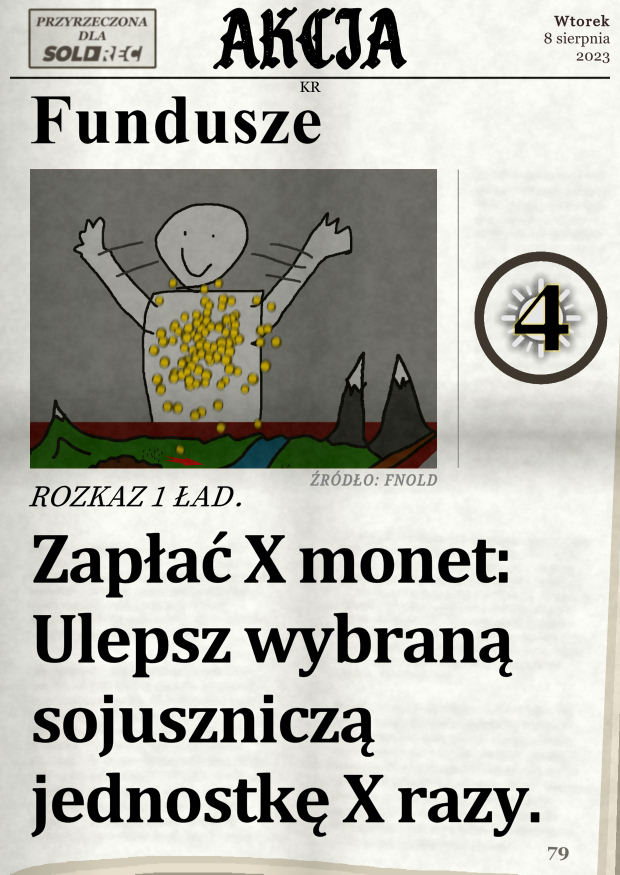 PRZYRZECZONA
DLA
SOLDREC
AKCJA
Wtorek
8 sierpnia
2023
KR
Fundusze
4
ŹRÓDŁO: FNOLD
ROZKAZ 1 ŁAD.
Zapłać X monet:
Ulepsz wybraną
sojuszniczą
jednostkę X razy.
79